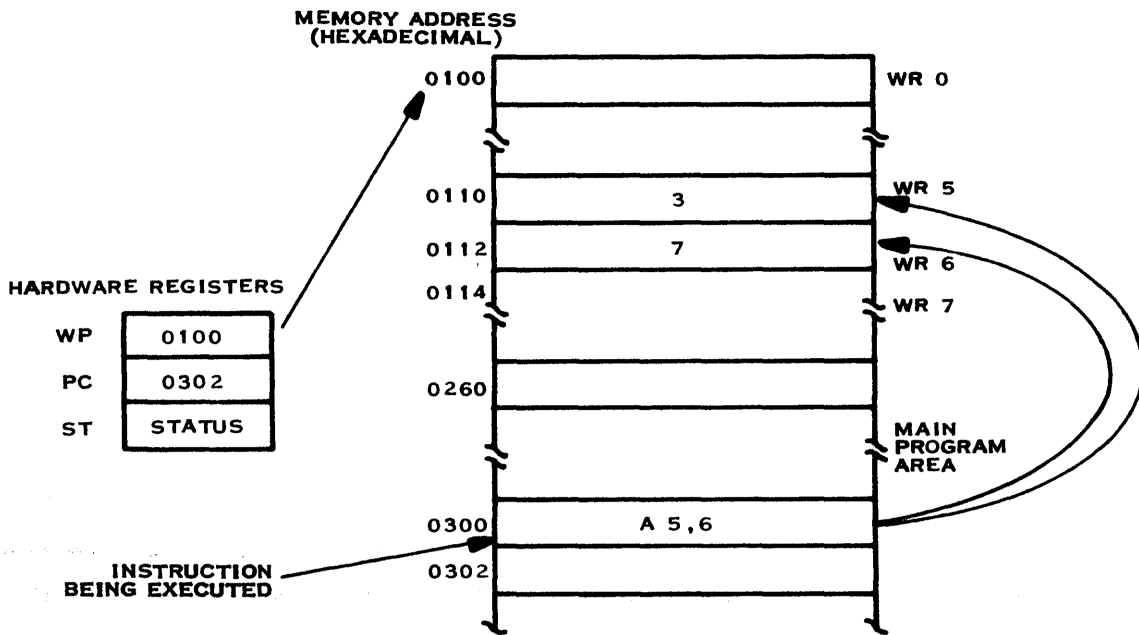 MEMORY ADDRESS
(HEXADECIMAL)
0100
WR 0
0110
3
WR 5
0112
7
WR 6
0114
WR 7
HARDWARE REGISTERS
WP
0100
PC
0302
ST
STATUS
0260
MAIN
PROGRAM
AREA
0300
A 5,6
0302
INSTRUCTION
BEING EXECUTED